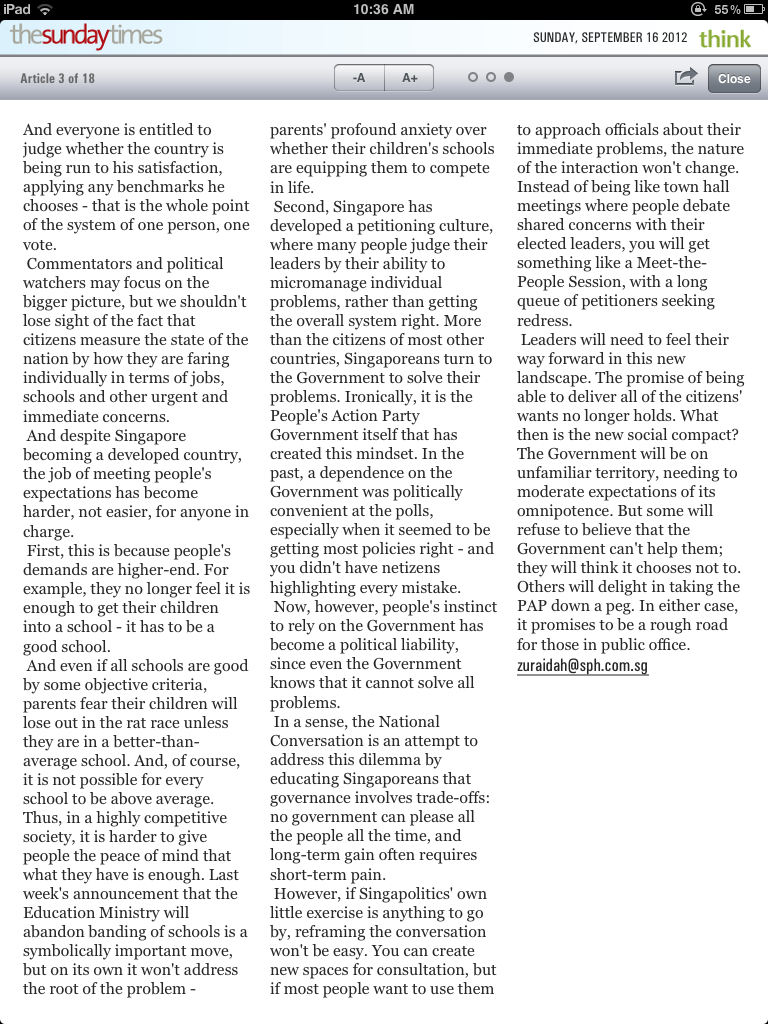 iPad
10:36 AM
55%
thesundaytimes
SUNDAY, SEPTEMBER 16 2012 think
Article 3 of 18
-A
A+
Close
And everyone is entitled to
judge whether the country is
being run to his satisfaction,
applying any benchmarks he
chooses - that is the whole point
of the system of one person, one
vote.
Commentators and political
watchers may focus on the
bigger picture, but we shouldn't
lose sight of the fact that
citizens measure the state of the
nation by how they are faring
individually in terms of jobs,
schools and other urgent and
immediate concerns.
And despite Singapore
becoming a developed country,
the job of meeting people's
expectations has become
harder, not easier, for anyone in
charge.
First, this is because people's
demands are higher-end. For
example, they no longer feel it is
enough to get their children
into a school - it has to be a
good school.
And even if all schools are good
by some objective criteria,
parents fear their children will
lose out in the rat race unless
they are in a better-than-
average school. And, of course,
it is not possible for every
school to be above average.
Thus, in a highly competitive
society, it is harder to give
people the peace of mind that
what they have is enough. Last
week's announcement that the
Education Ministry will
abandon banding of schools is a
symbolically important move,
but on its own it won't address
the root of the problem -
parents' profound anxiety over
whether their children's schools
are equipping them to compete
in life.
Second, Singapore has
developed a petitioning culture,
where many people judge their
leaders by their ability to
micromanage individual
problems, rather than getting
the overall system right. More
than the citizens of most other
countries, Singaporeans turn to
the Government to solve their
problems. Ironically, it is the
People's Action Party
Government itself that has
created this mindset. In the
past, a dependence on the
Government was politically
convenient at the polls,
especially when it seemed to be
getting most policies right - and
you didn't have netizens
highlighting every mistake.
Now, however, people's instinct
to rely on the Government has
become a political liability,
since even the Government
knows that it cannot solve all
problems.
In a sense, the National
Conversation is an attempt to
address this dilemma by
educating Singaporeans that
governance involves trade-offs:
no government can please all
the people all the time, and
long-term gain often requires
short-term pain.
However, if Singapolitics' own
little exercise is anything to go
by, reframing the conversation
won't be easy. You can create
new spaces for consultation, but
if most people want to use them
to approach officials about their
immediate problems, the nature
of the interaction won't change.
Instead of being like town hall
meetings where people debate
shared concerns with their
elected leaders, you will get
something like a Meet-the-
People Session, with a long
queue of petitioners seeking
redress.
Leaders will need to feel their
way forward in this new
landscape. The promise of being
able to deliver all of the citizens'
wants no longer holds. What
then is the new social compact?
The Government will be on
unfamiliar territory, needing to
moderate expectations of its
omnipotence. But some will
refuse to believe that the
Government can't help them;
they will think it chooses not to.
Others will delight in taking the
PAP down a peg. In either case,
it promises to be a rough road
for those in public office.
zuraidah@sph.com.sg